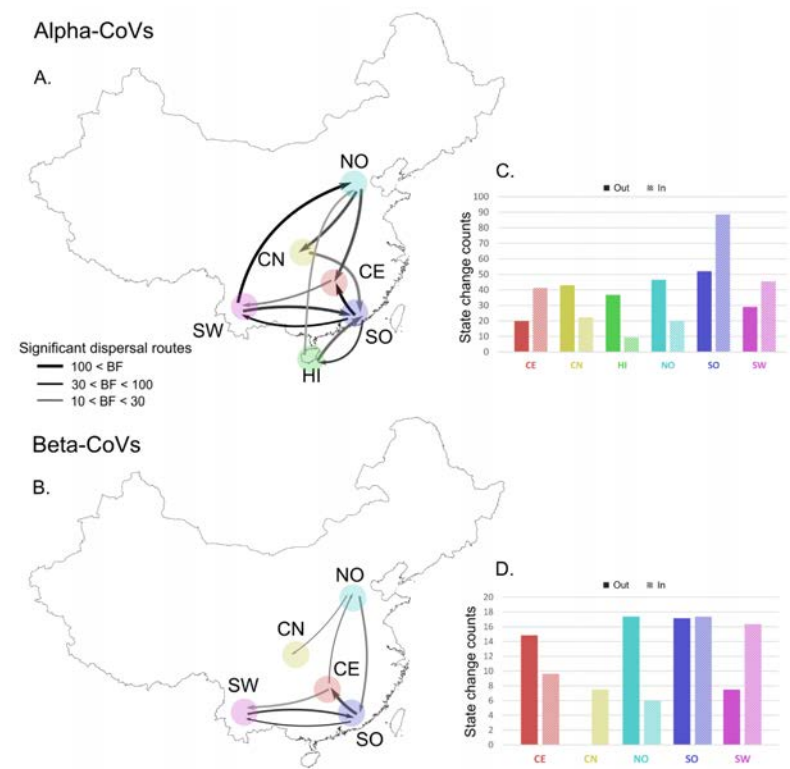 Alpha-CoVs
A.
NO
CN
CE
SW
SO
HI
Significant dispersal routes
100 < BF
30 < BF < 100
10 < BF < 30
C.
Out In
State change counts
100
90
80
70
60
50
40
30
20
10
0
CE CN HI NO SO SW
Beta-CoVs
B.
NO
CN
CE
SW
SO
D.
Out In
State change counts
20
18
16
14
12
10
8
6
4
2
0
CE CN NO SO SW